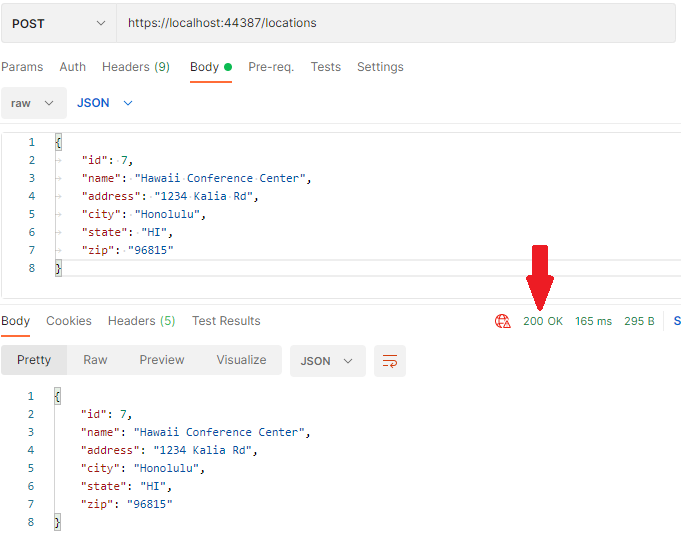 POST https://localhost:44387/locations
Params Auth Headers (9) Body Pre-req. Tests Settings
raw JSON
1 {
2 "id": 7,
3 "name": "Hawaii Conference Center",
4 "address": "1234 Kalia Rd",
5 "city": "Honolulu",
6 "state": "HI",
7 "zip": "96815"
8 }
Body Cookies Headers (5) Test Results 200 OK 165 ms 295 B S
Pretty Raw Preview Visualize JSON
1 {
2 "id": 7,
3 "name": "Hawaii Conference Center",
4 "address": "1234 Kalia Rd",
5 "city": "Honolulu",
6 "state": "HI",
7 "zip": "96815"
8 }